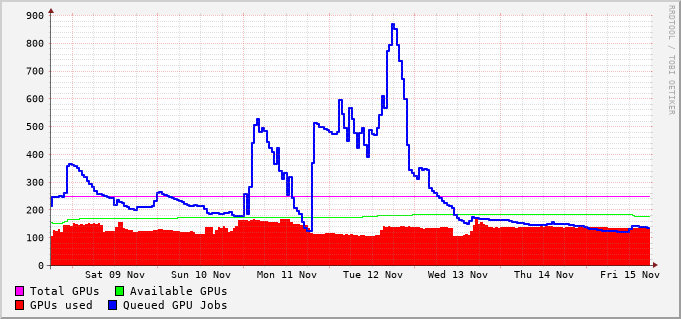 900
800
700
600
500
400
300
200
100
0
Sat 09 Nov Sun 10 Nov Mon 11 Nov Tue 12 Nov Wed 13 Nov Thu 14 Nov Fri 15 Nov
Total GPUs Available GPUs
GPUs used Queued GPU Jobs
RRDTOOL / TOBI OETIKER